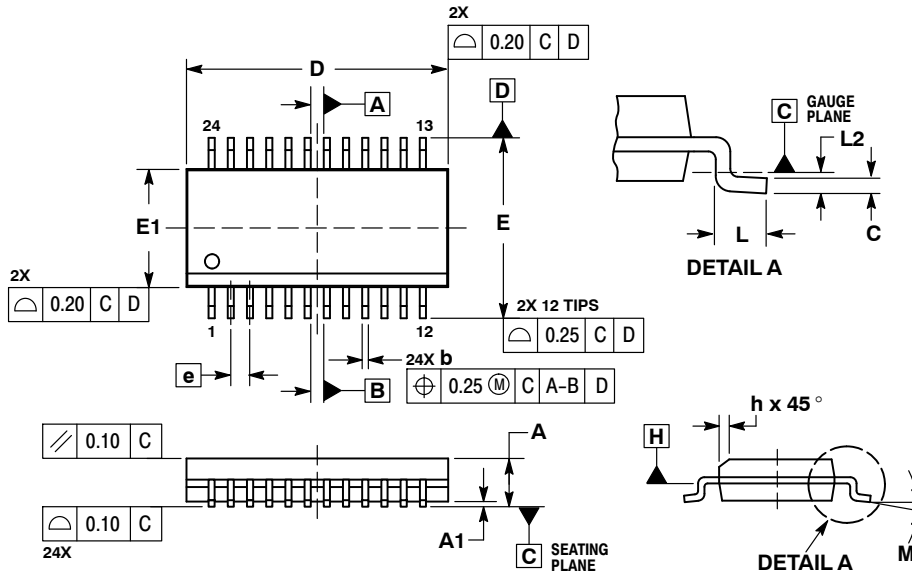 2X
⌓ 0.20 C D
D
A
D
24
13
C GAUGE
PLANE
L2
E1
E
L
C
DETAIL A
2X
⌓ 0.20 C D
1
12
2X 12 TIPS
⌓ 0.25 C D
e
24X b
B
⌖ 0.25 Ⓜ C A–B D
h x 45°
⫽ 0.10 C
A
H
⌓ 0.10 C
24X
A1
C SEATING
PLANE
DETAIL A
M